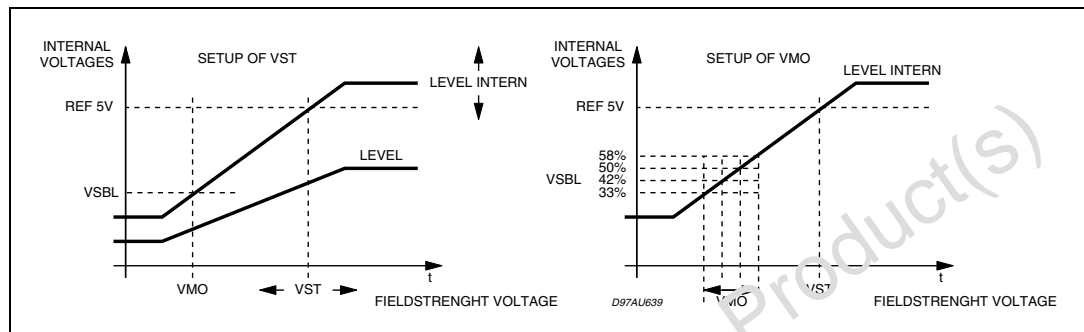 INTERNAL
VOLTAGES
SETUP OF VST
LEVEL INTERN
REF 5V
LEVEL
VSBL
t
VMO
VST
FIELDSTRENGHT VOLTAGE
INTERNAL
VOLTAGES
SETUP OF VMO
LEVEL INTERN
REF 5V
58%
50%
42%
33%
VSBL
t
D97AU639
VMO
VST
FIELDSTRENGHT VOLTAGE
Product(s)